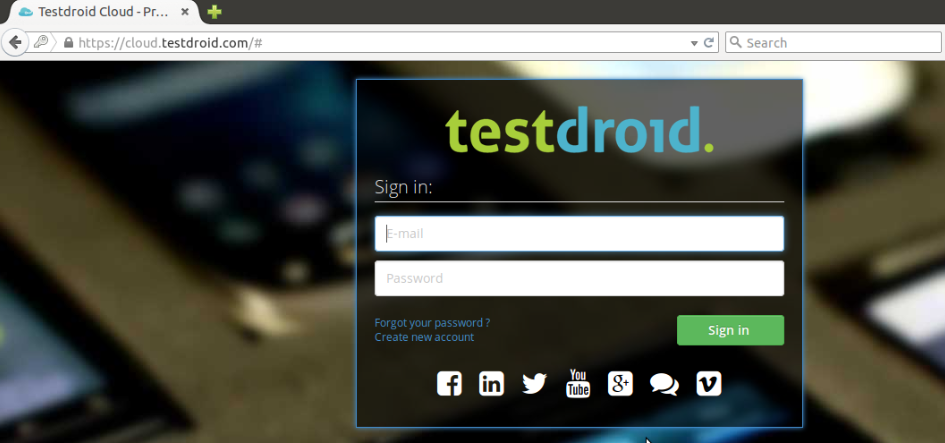 Testdroid Cloud - Pr...
https://cloud.testdroid.com/#
Search
testdroid.
Sign in:
E-mail
Password
Forgot your password ?
Create new account
Sign in
You
Tube
g+